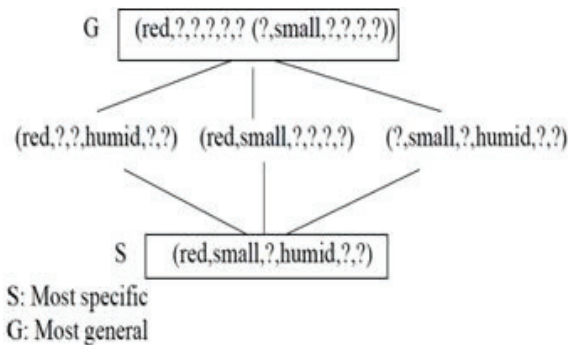 G (red,?,?,?,?,? (?,small,?,?,?,?))
(red,?,?,humid,?,?) (red,small,?,?,?,?) (?,small,?,humid,?,?)
S (red,small,?,humid,?,?)
S: Most specific
G: Most general